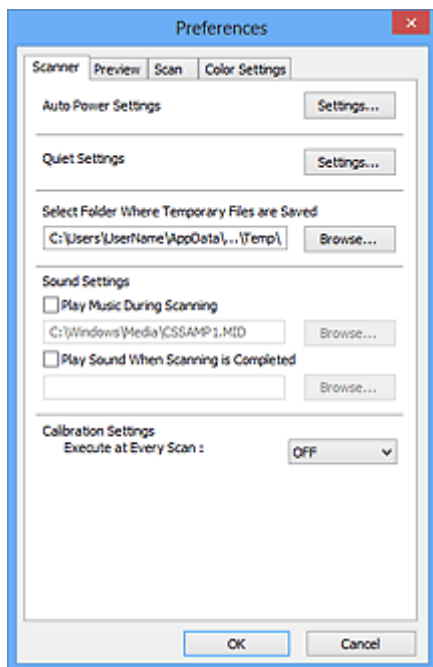 Preferences
Scanner Preview Scan Color Settings
Auto Power Settings Settings...
Quiet Settings Settings...
Select Folder Where Temporary Files are Saved
C:\Users\UserName\AppData\...\Temp\ Browse...
Sound Settings
Play Music During Scanning
C:\Windows\Media\CSSAMP1.MID Browse...
Play Sound When Scanning is Completed
Browse...
Calibration Settings
Execute at Every Scan : OFF
OK Cancel